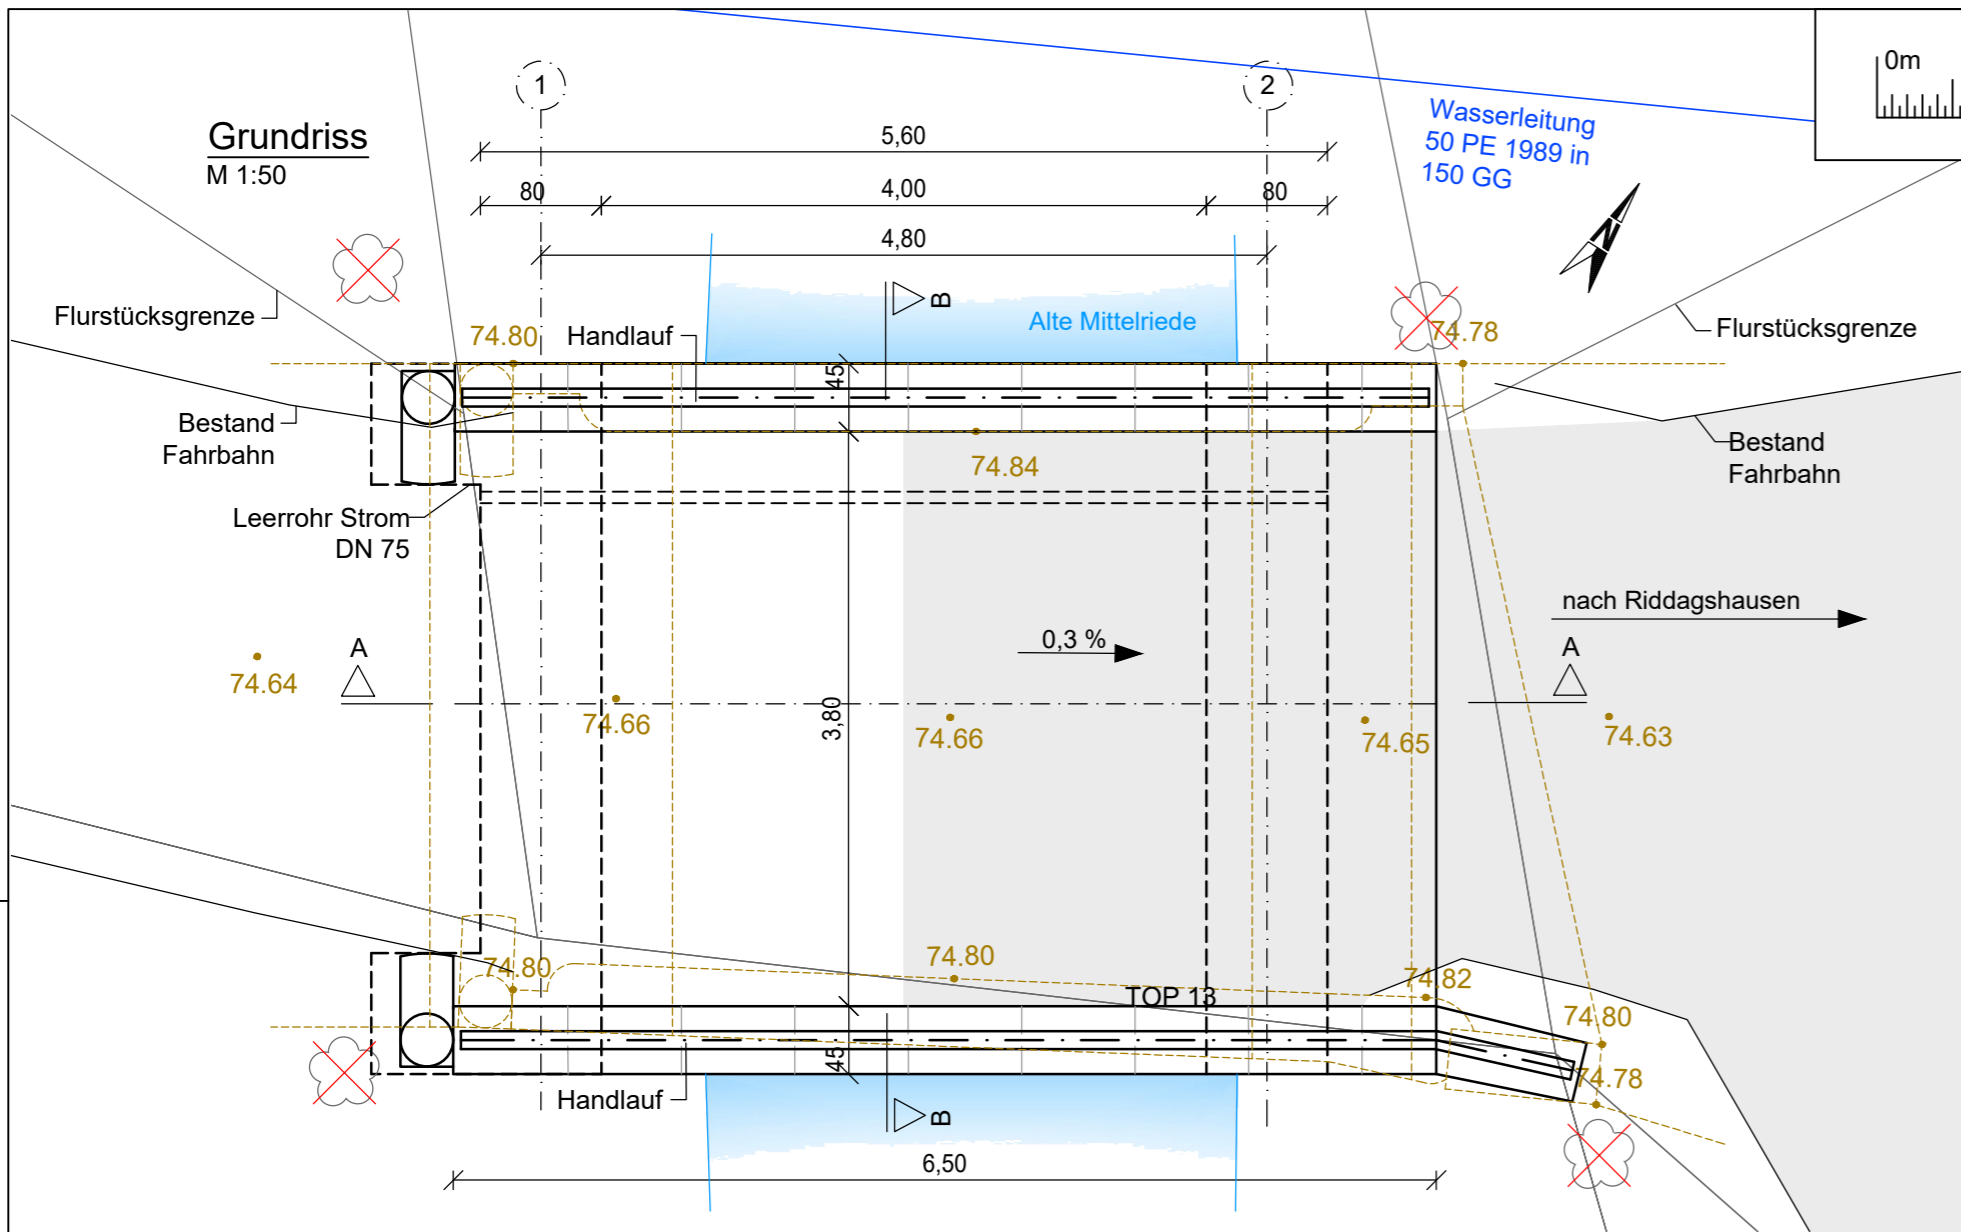 0m
1
2
Grundriss
M 1:50
5,60
80
4,00
80
4,80
Wasserleitung
50 PE 1989 in
150 GG
N
B
Alte Mittelriede
Flurstücksgrenze
74.80
Handlauf
74.78
Flurstücksgrenze
45
Bestand
Fahrbahn
74.84
Bestand
Fahrbahn
Leerrohr Strom
DN 75
nach Riddagshausen
0,3 %
A
A
74.64
74.66
3,80
74.66
74.65
74.63
74.80
74.80
74.82
TOP 13
74.80
45
74.78
Handlauf
B
6,50